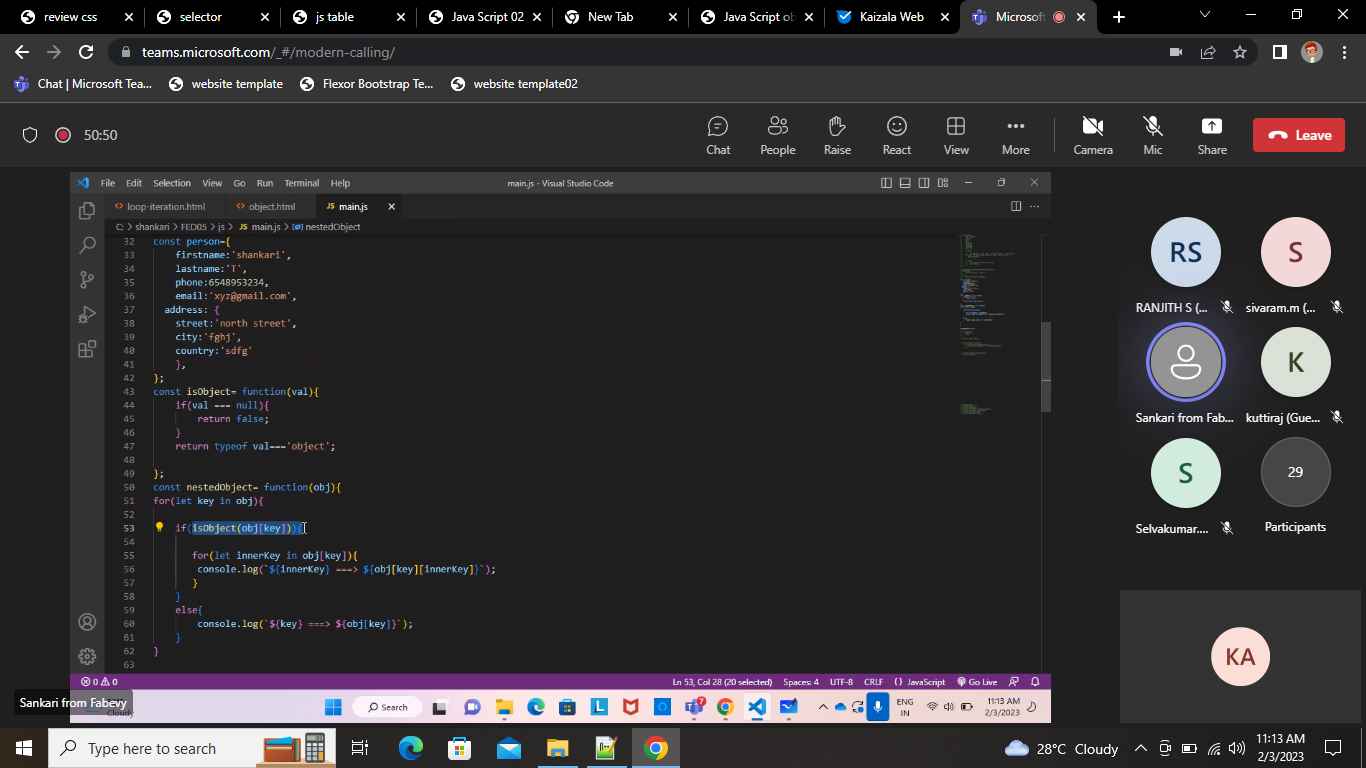 review css
selector
js table
Java Script 02
New Tab
Java Script ob
Kaizala Web
Microsoft
teams.microsoft.com/_#/modern-calling/
Chat | Microsoft Tea...
website template
Flexor Bootstrap Te...
website template02
50:50
Chat
People
Raise
React
View
More
Camera
Mic
Share
Leave
File Edit Selection View Go Run Terminal Help
main.js - Visual Studio Code
loop-iteration.html
object.html
JS main.js
C: > shankari > FED05 > js > JS main.js > nestedObject
32 const person={
33 firstname:'shankari',
34 lastname:'T',
35 phone:6548953234,
36 email:'xyz@gmail.com',
37 address: {
38 street:'north street',
39 city:'fghj',
40 country:'sdfg'
41 },
42 };
43 const isObject= function(val){
44 if(val === null){
45 return false;
46 }
47 return typeof val==='object';
48
49 };
50 const nestedObject= function(obj){
51 for(let key in obj){
52
53 if(isObject(obj[key])){
54
55 for(let innerKey in obj[key]){
56 console.log(`${innerKey} ===> ${obj[key][innerKey]}`);
57 }
58 }
59 else{
60 console.log(`${key} ===> ${obj[key]}`);
61 }
62 }
63
0 0
Ln 53, Col 28 (20 selected) Spaces: 4 UTF-8 CRLF {} JavaScript Go Live
Sankari from Fabevy
Cloudy
Search
7
ENG
IN
11:13 AM
2/3/2023
RS
RANJITH S (...
S
sivaram.m (...
Sankari from Fab...
K
kuttiraj (Gue...
S
Selvakumar....
29
Participants
KA
Type here to search
28°C Cloudy
11:13 AM
2/3/2023